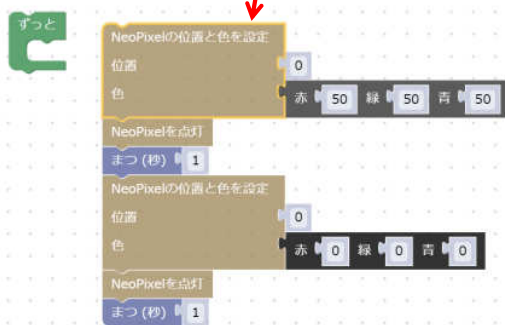 ずっと
NeoPixelの位置と色を設定
位置 0
色 赤 50 緑 50 青 50
NeoPixelを点灯
まつ (秒) 1
NeoPixelの位置と色を設定
位置 0
色 赤 0 緑 0 青 0
NeoPixelを点灯
まつ (秒) 1